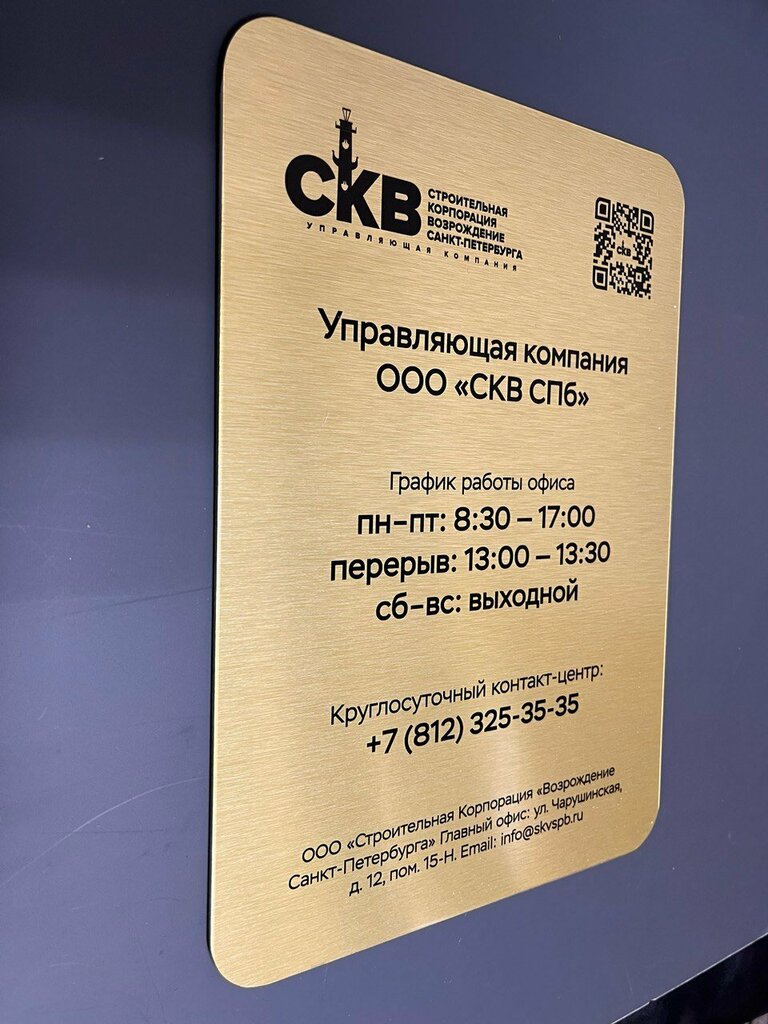 СКВ
СТРОИТЕЛЬНАЯ
КОРПОРАЦИЯ
ВОЗРОЖДЕНИЕ
САНКТ-ПЕТЕРБУРГА
УПРАВЛЯЮЩАЯ КОМПАНИЯ
скв
Управляющая компания
ООО «СКВ СПб»
График работы офиса
пн–пт: 8:30 – 17:00
перерыв: 13:00 – 13:30
сб–вс: выходной
Круглосуточный контакт-центр:
+7 (812) 325-35-35
ООО «Строительная Корпорация «Возрождение
Санкт-Петербурга» Главный офис: ул. Чарушинская,
д. 12, пом. 15-Н. Email: info@skvspb.ru